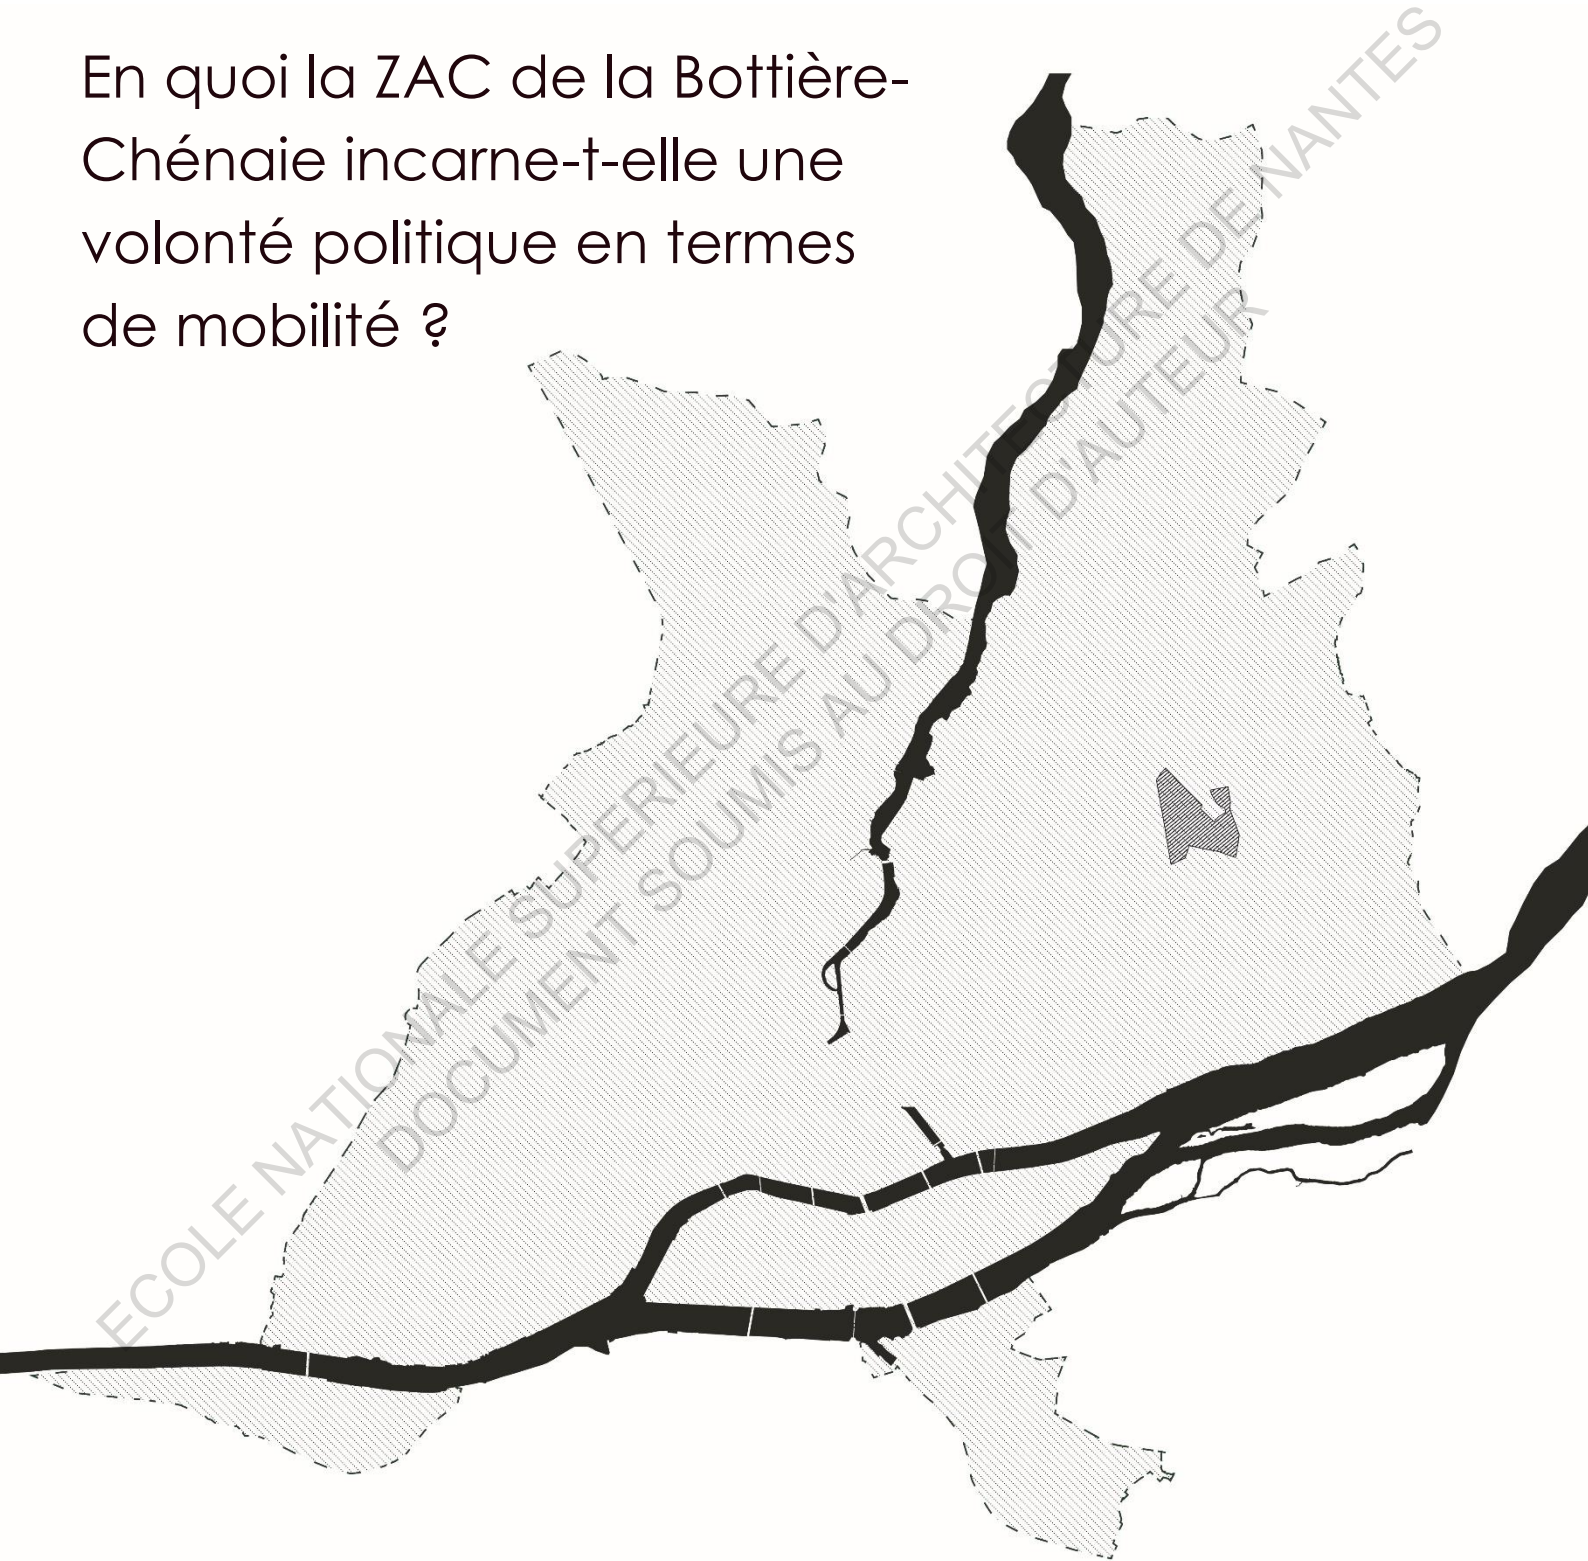 En quoi la ZAC de la Bottière-
Chénaie incarne-t-elle une
volonté politique en termes
de mobilité ?
ECOLE NATIONALE SUPERIEURE D'ARCHITECTURE DE NANTES
DOCUMENT SOUMIS AU DROIT D'AUTEUR